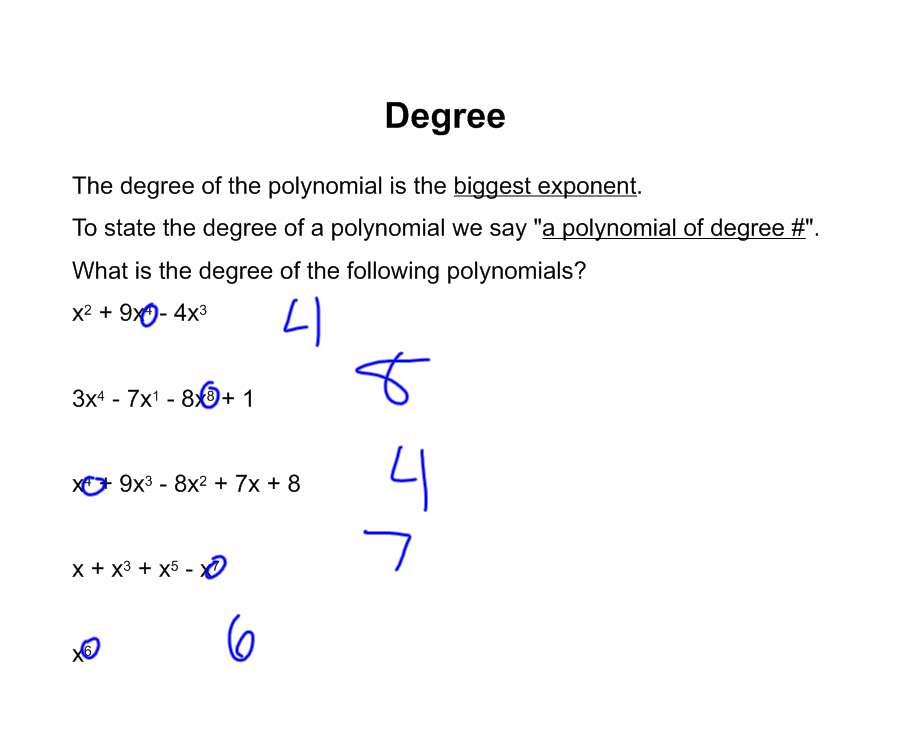 Degree
The degree of the polynomial is the biggest exponent.
To state the degree of a polynomial we say "a polynomial of degree #".
What is the degree of the following polynomials?
x² + 9x⁴ - 4x³ 4
3x⁴ - 7x¹ - 8x⁸ + 1 8
x⁴ + 9x³ - 8x² + 7x + 8 4
x + x³ + x⁵ - x⁷ 7
x⁶ 6